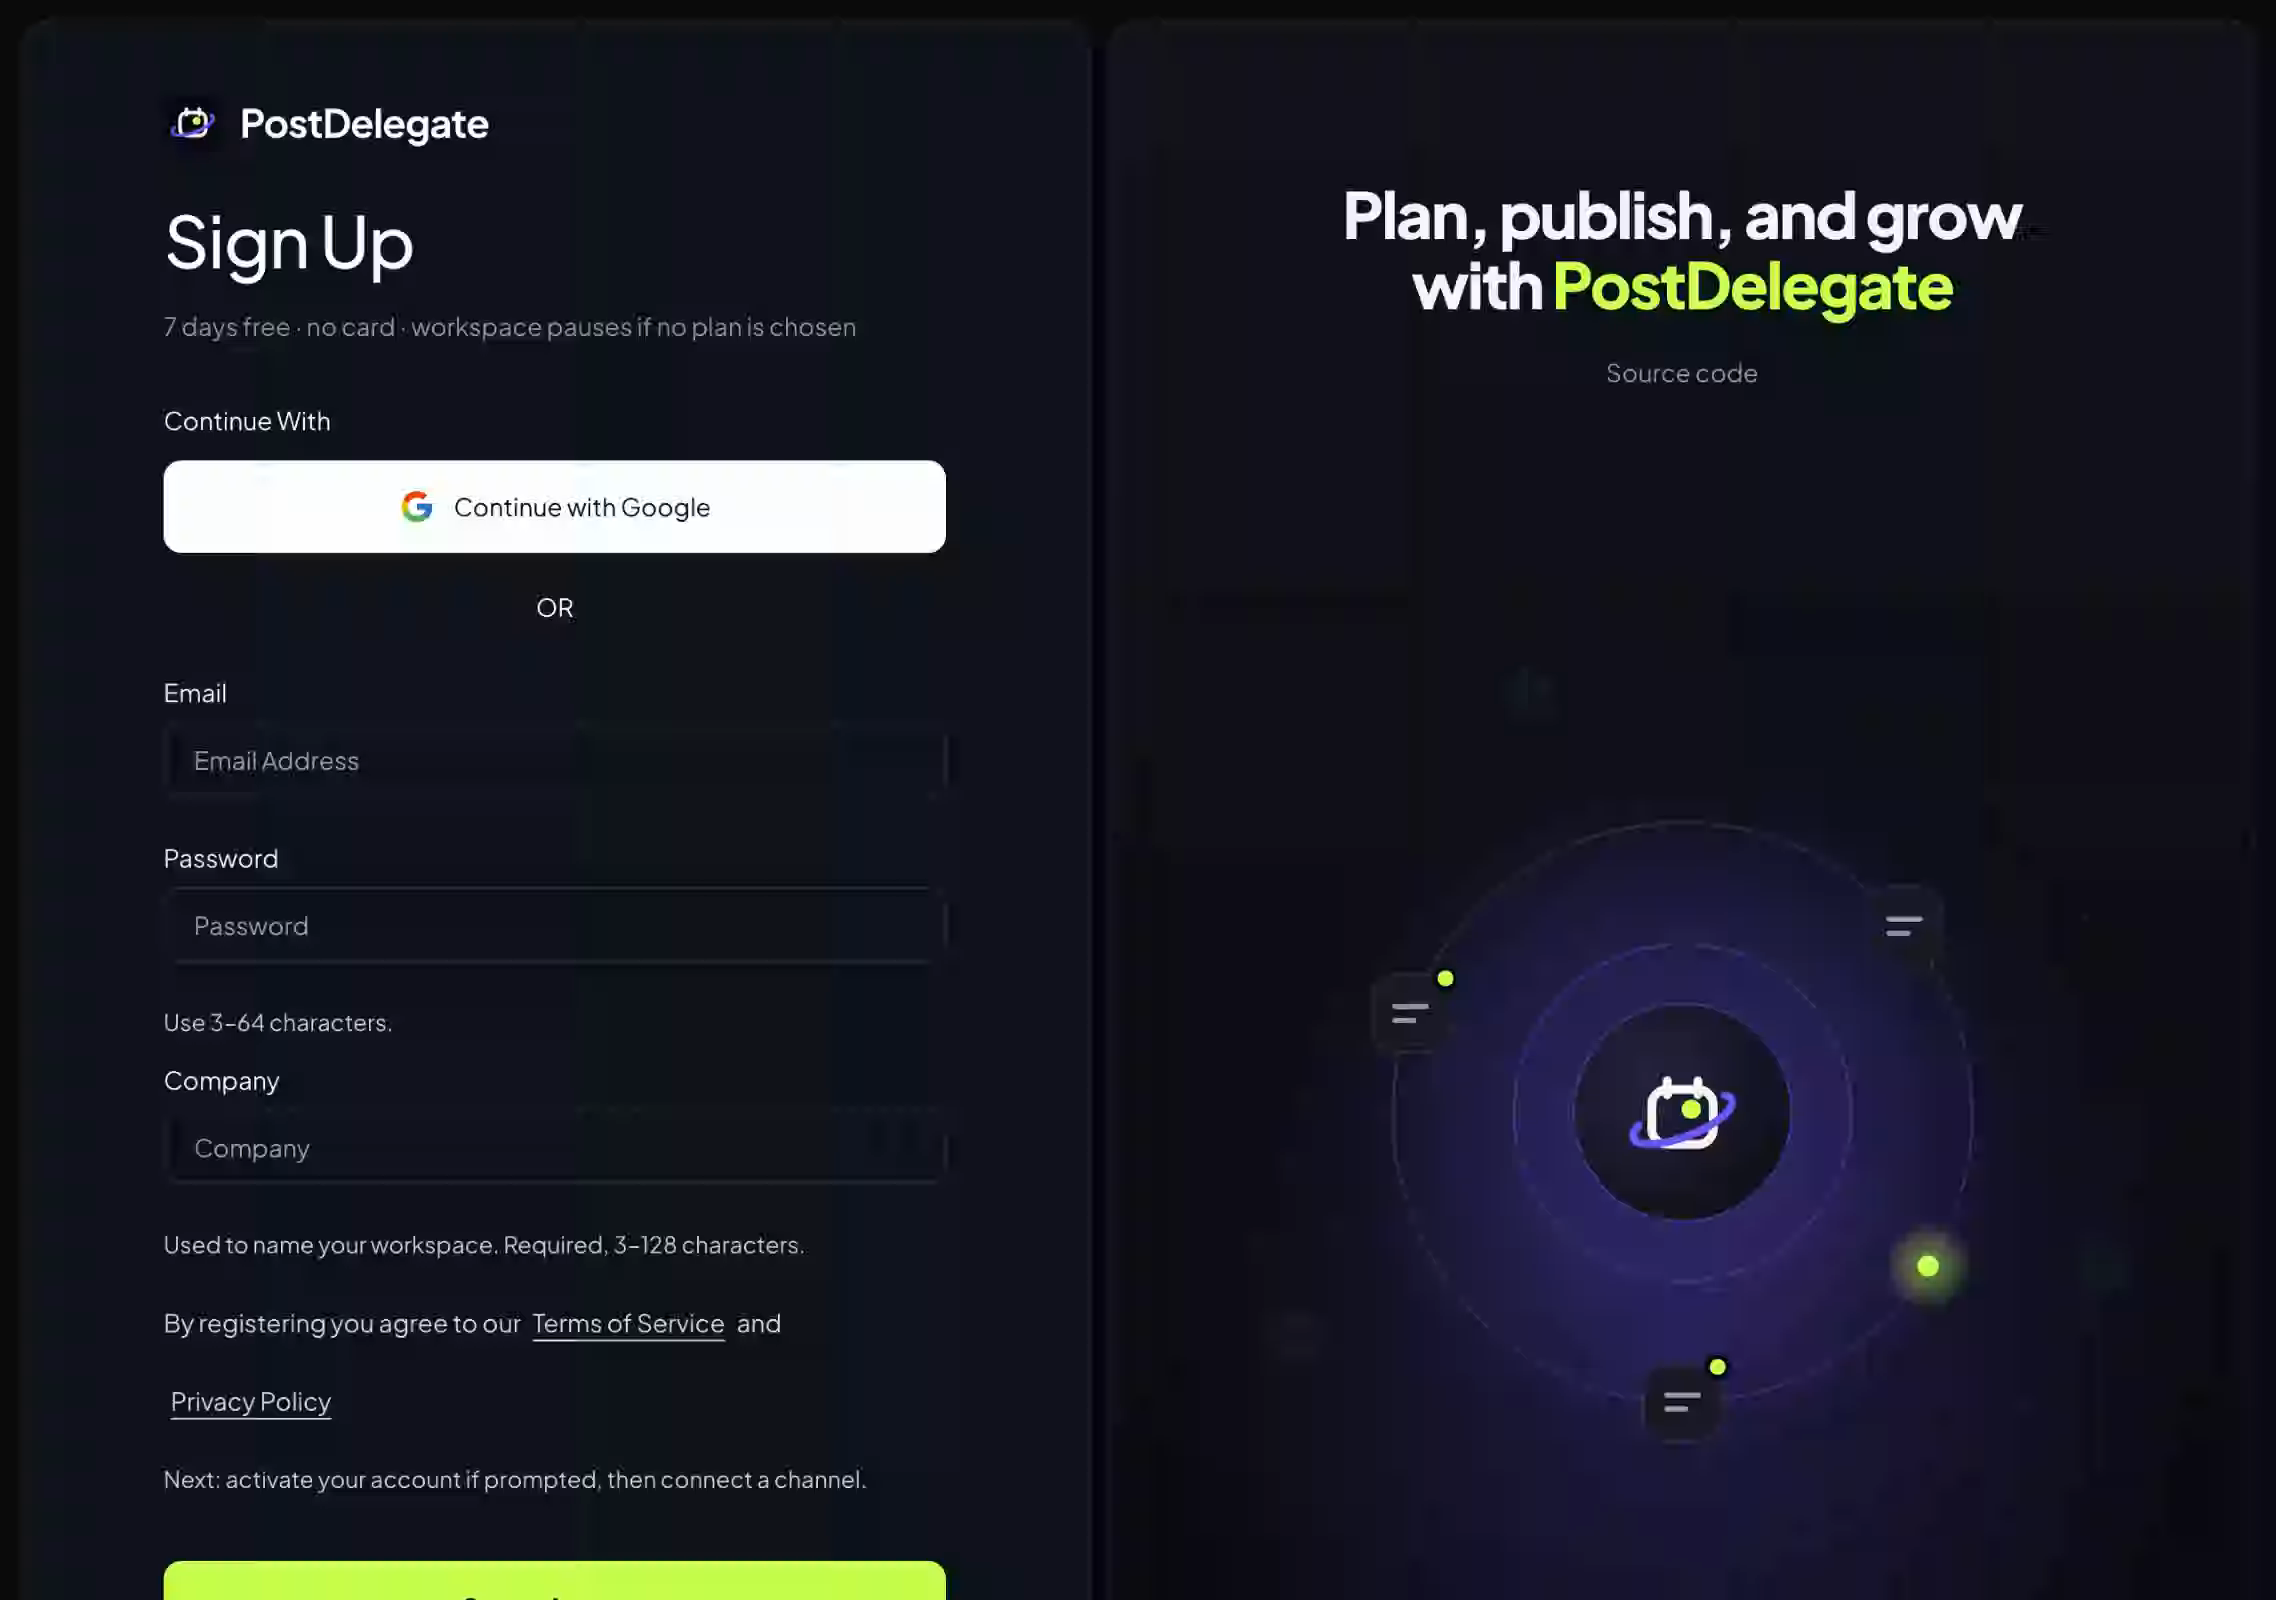 PostDelegate
Sign Up
7 days free · no card · workspace pauses if no plan is chosen
Continue With
Continue with Google
OR
Email
Email Address
Password
Password
Use 3–64 characters.
Company
Company
Used to name your workspace. Required, 3–128 characters.
By registering you agree to our Terms of Service and
Privacy Policy
Next: activate your account if prompted, then connect a channel.
Plan, publish, and grow
with PostDelegate
Source code